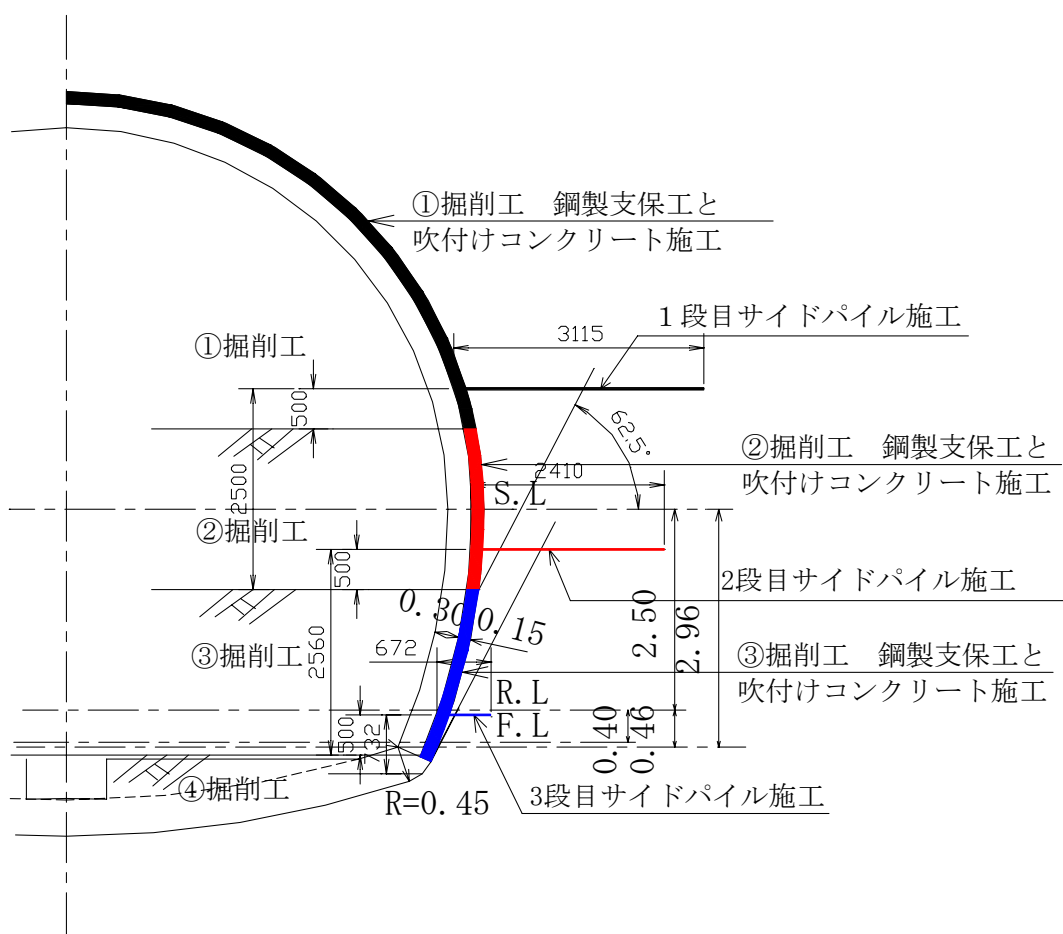 ①掘削工　鋼製支保工と
吹付けコンクリート施工
１段目サイドパイル施工
3115
①掘削工
500
62.5°
②掘削工　鋼製支保工と
吹付けコンクリート施工
2410
2500
S.L
②掘削工
500
2段目サイドパイル施工
0.30
0.15
2.50
2.96
③掘削工
2560
672
③掘削工　鋼製支保工と
吹付けコンクリート施工
R.L
F.L
500
732
0.40
0.46
④掘削工
R=0.45
3段目サイドパイル施工